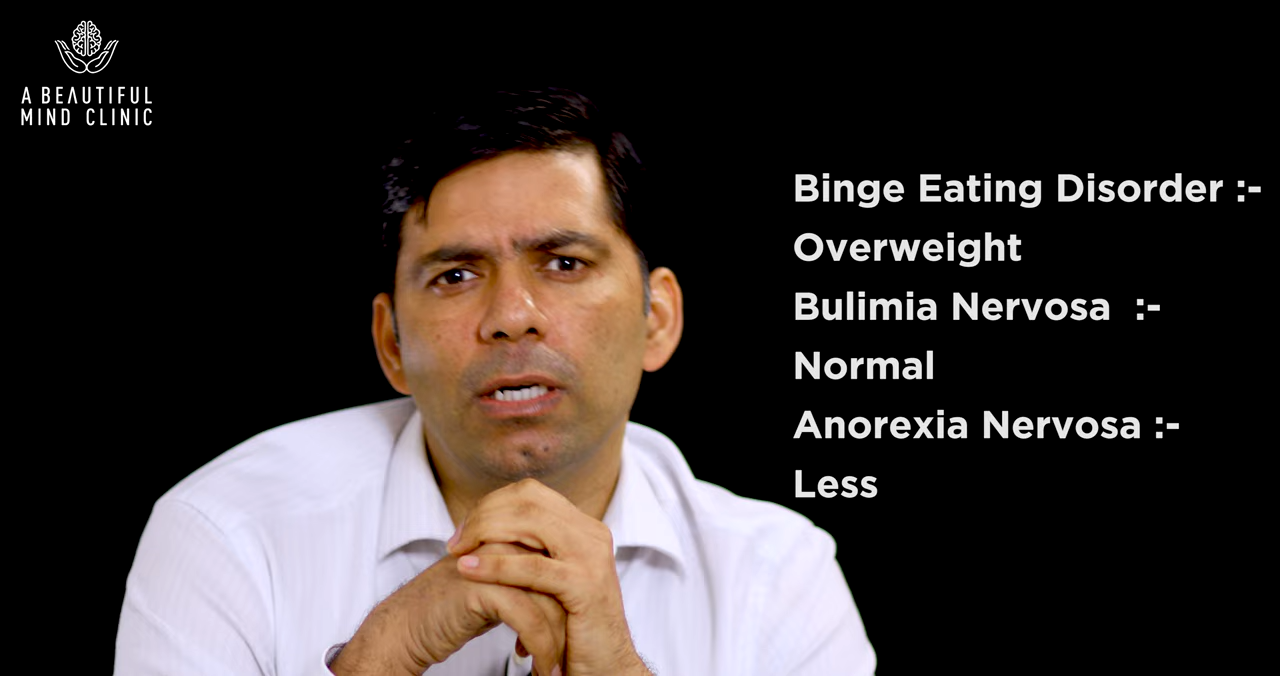 A BEAUTIFUL
MIND CLINIC
Binge Eating Disorder :-
Overweight
Bulimia Nervosa :-
Normal
Anorexia Nervosa :-
Less